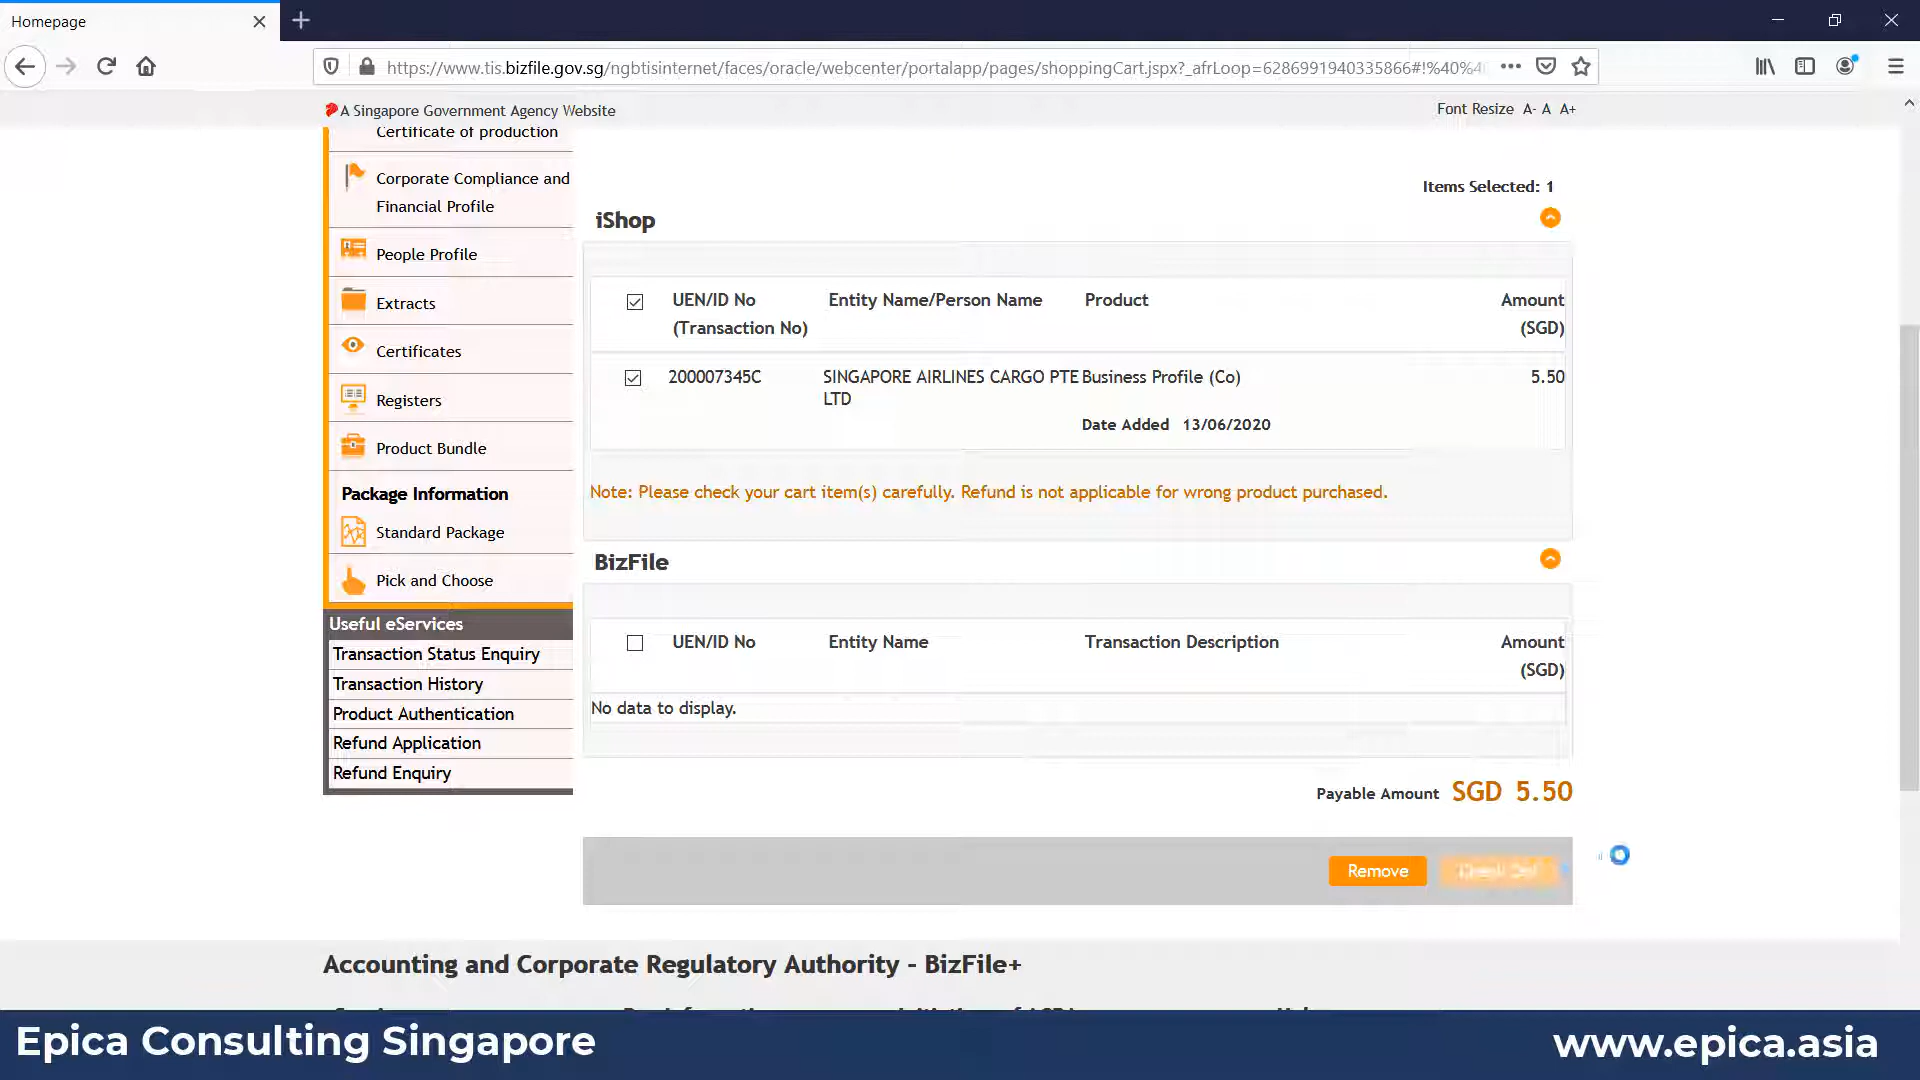 Homepage
https://www.tis.bizfile.gov.sg/ngbtisinternet/faces/oracle/webcenter/portalapp/pages/shoppingCart.jspx?_afrLoop=6286991940335866#!%40%4
A Singapore Government Agency Website
Font Resize A- A A+
Certificate of production
Corporate Compliance and
Financial Profile
People Profile
Extracts
Certificates
Registers
Product Bundle
Package Information
Standard Package
Pick and Choose
Useful eServices
Transaction Status Enquiry
Transaction History
Product Authentication
Refund Application
Refund Enquiry
Items Selected: 1
iShop
UEN/ID No Entity Name/Person Name Product Amount
(Transaction No) (SGD)
200007345C SINGAPORE AIRLINES CARGO PTE Business Profile (Co) 5.50
LTD
Date Added 13/06/2020
Note: Please check your cart item(s) carefully. Refund is not applicable for wrong product purchased.
BizFile
UEN/ID No Entity Name Transaction Description Amount
(SGD)
No data to display.
Payable Amount SGD 5.50
Remove Check Out
Accounting and Corporate Regulatory Authority - BizFile+
Epica Consulting Singapore
www.epica.asia